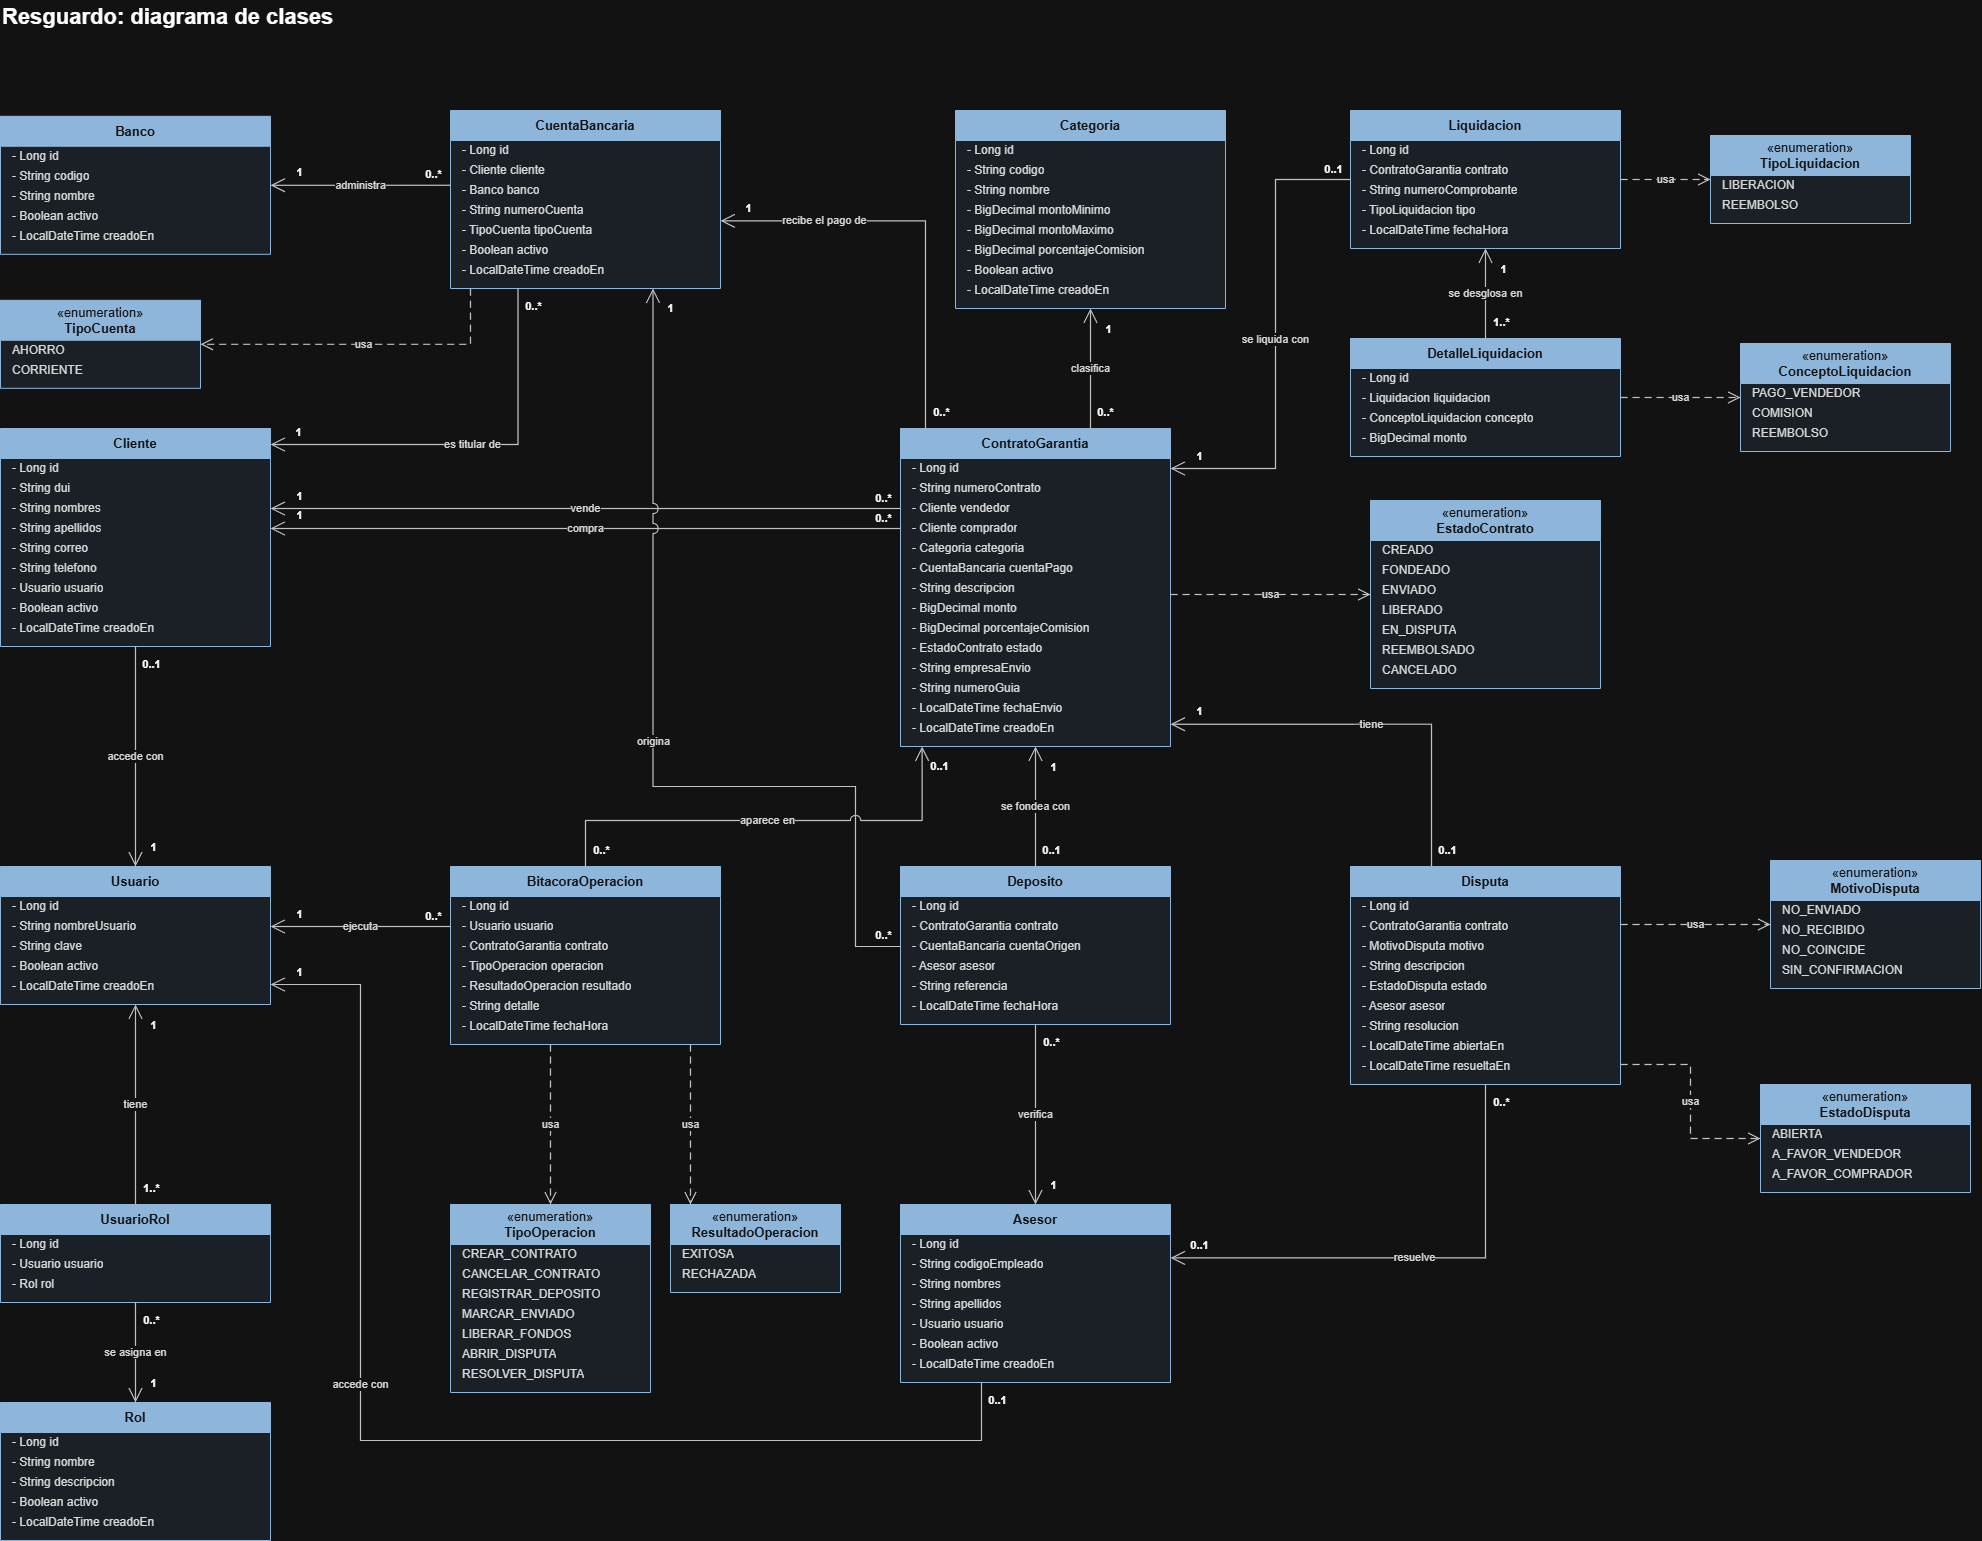 Resguardo: diagrama de clases
Banco
- Long id
- String codigo
- String nombre
- Boolean activo
- LocalDateTime creadoEn
1
administra
0..*
CuentaBancaria
- Long id
- Cliente cliente
- Banco banco
- String numeroCuenta
- TipoCuenta tipoCuenta
- Boolean activo
- LocalDateTime creadoEn
1
recibe el pago de
0..*
Categoria
- Long id
- String codigo
- String nombre
- BigDecimal montoMinimo
- BigDecimal montoMaximo
- BigDecimal porcentajeComision
- Boolean activo
- LocalDateTime creadoEn
1
clasifica
0..*
Liquidacion
- Long id
- ContratoGarantia contrato
- String numeroComprobante
- TipoLiquidacion tipo
- LocalDateTime fechaHora
0..1
se liquida con
1
usa
«enumeration»
TipoLiquidacion
LIBERACION
REEMBOLSO
1
se desglosa en
1..*
DetalleLiquidacion
- Long id
- Liquidacion liquidacion
- ConceptoLiquidacion concepto
- BigDecimal monto
usa
«enumeration»
ConceptoLiquidacion
PAGO_VENDEDOR
COMISION
REEMBOLSO
«enumeration»
TipoCuenta
AHORRO
CORRIENTE
usa
0..*
es titular de
1
1
origina
0..*
Cliente
- Long id
- String dui
- String nombres
- String apellidos
- String correo
- String telefono
- Usuario usuario
- Boolean activo
- LocalDateTime creadoEn
1
vende
0..*
1
compra
0..*
ContratoGarantia
- Long id
- String numeroContrato
- Cliente vendedor
- Cliente comprador
- Categoria categoria
- CuentaBancaria cuentaPago
- String descripcion
- BigDecimal monto
- BigDecimal porcentajeComision
- EstadoContrato estado
- String empresaEnvio
- String numeroGuia
- LocalDateTime fechaEnvio
- LocalDateTime creadoEn
usa
«enumeration»
EstadoContrato
CREADO
FONDEADO
ENVIADO
LIBERADO
EN_DISPUTA
REEMBOLSADO
CANCELADO
1
tiene
0..1
0..1
accede con
1
0..1
aparece en
0..*
1
se fondea con
0..1
Usuario
- Long id
- String nombreUsuario
- String clave
- Boolean activo
- LocalDateTime creadoEn
1
ejecuta
0..*
1
BitacoraOperacion
- Long id
- Usuario usuario
- ContratoGarantia contrato
- TipoOperacion operacion
- ResultadoOperacion resultado
- String detalle
- LocalDateTime fechaHora
Deposito
- Long id
- ContratoGarantia contrato
- CuentaBancaria cuentaOrigen
- Asesor asesor
- String referencia
- LocalDateTime fechaHora
Disputa
- Long id
- ContratoGarantia contrato
- MotivoDisputa motivo
- String descripcion
- EstadoDisputa estado
- Asesor asesor
- String resolucion
- LocalDateTime abiertaEn
- LocalDateTime resueltaEn
usa
«enumeration»
MotivoDisputa
NO_ENVIADO
NO_RECIBIDO
NO_COINCIDE
SIN_CONFIRMACION
usa
«enumeration»
EstadoDisputa
ABIERTA
A_FAVOR_VENDEDOR
A_FAVOR_COMPRADOR
1
tiene
1..*
usa
usa
0..*
verifica
1
0..*
resuelve
0..1
UsuarioRol
- Long id
- Usuario usuario
- Rol rol
0..*
se asigna en
1
«enumeration»
TipoOperacion
CREAR_CONTRATO
CANCELAR_CONTRATO
REGISTRAR_DEPOSITO
MARCAR_ENVIADO
LIBERAR_FONDOS
ABRIR_DISPUTA
RESOLVER_DISPUTA
«enumeration»
ResultadoOperacion
EXITOSA
RECHAZADA
Asesor
- Long id
- String codigoEmpleado
- String nombres
- String apellidos
- Usuario usuario
- Boolean activo
- LocalDateTime creadoEn
accede con
0..1
Rol
- Long id
- String nombre
- String descripcion
- Boolean activo
- LocalDateTime creadoEn